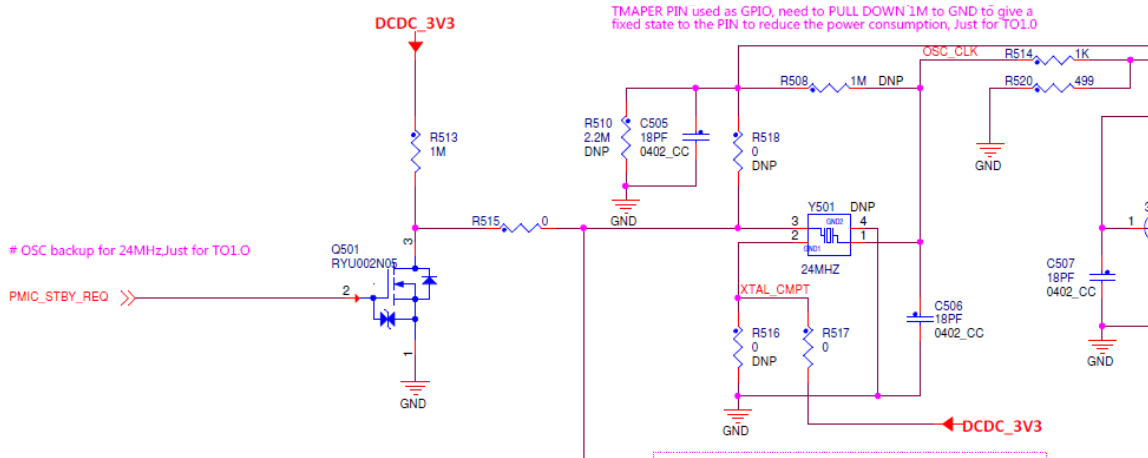 TMAPER PIN used as GPIO, need to PULL DOWN 1M to GND to give a
fixed state to the PIN to reduce the power consumption, Just for TO1.0
DCDC_3V3
OSC_CLK
R514
1K
R508
1M
DNP
R520
499
R510
2.2M
DNP
C505
18PF
0402_CC
R518
0
DNP
R513
1M
GND
GND
R515
0
Y501
DNP
GND2
3
4
2
1
GND1
24MHZ
3
1
# OSC backup for 24MHz,Just for TO1.O
Q501
RYU002N05
3
2
1
PMIC_STBY_REQ
C507
18PF
0402_CC
XTAL_CMPT
R516
0
DNP
R517
0
C506
18PF
0402_CC
GND
GND
GND
DCDC_3V3